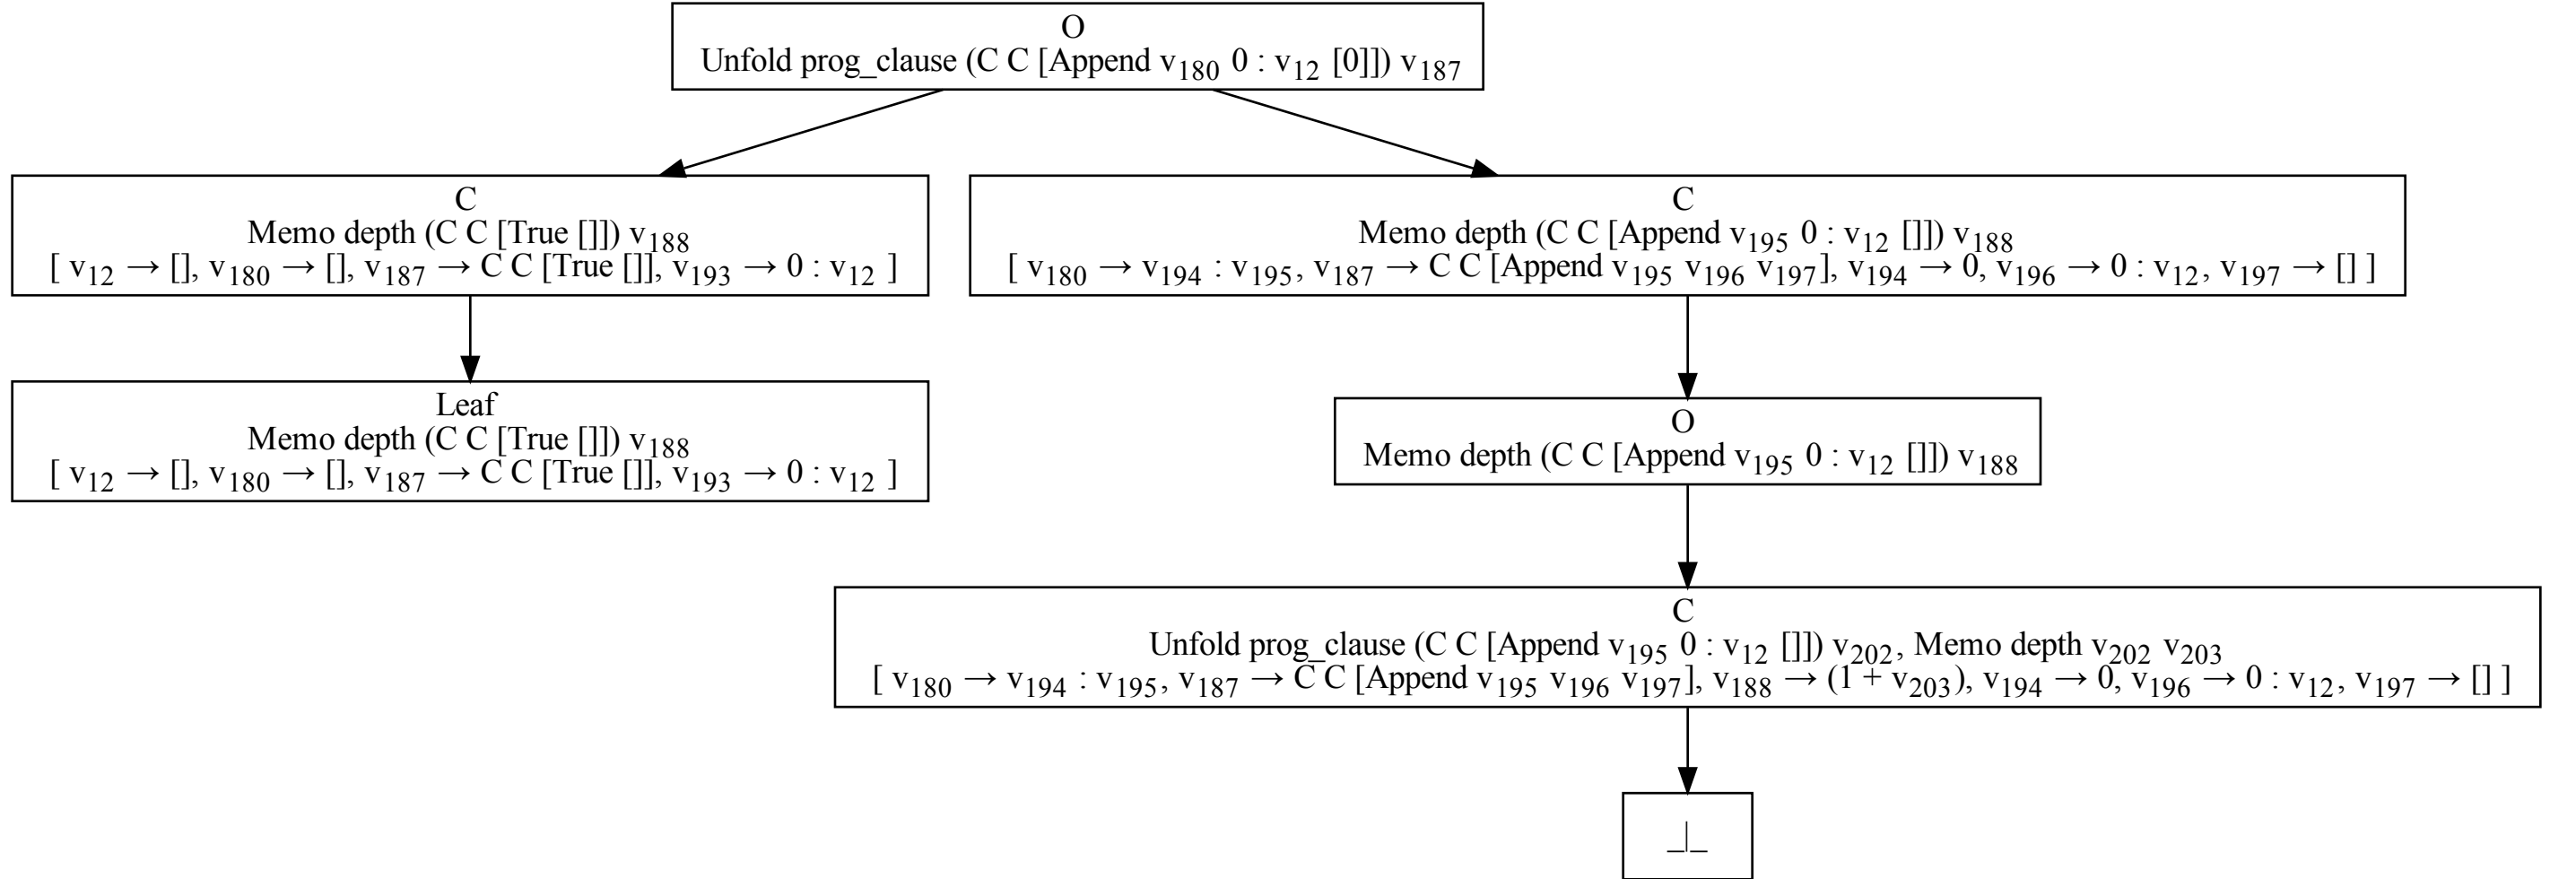 O
Unfold prog_clause (C C [Append v₁₈₀ 0 : v₁₂ [0]]) v₁₈₇
C
Memo depth (C C [True []]) v₁₈₈
[ v₁₂ → [], v₁₈₀ → [], v₁₈₇ → C C [True []], v₁₉₃ → 0 : v₁₂ ]
C
Memo depth (C C [Append v₁₉₅ 0 : v₁₂ []]) v₁₈₈
[ v₁₈₀ → v₁₉₄ : v₁₉₅, v₁₈₇ → C C [Append v₁₉₅ v₁₉₆ v₁₉₇], v₁₉₄ → 0, v₁₉₆ → 0 : v₁₂, v₁₉₇ → [] ]
Leaf
Memo depth (C C [True []]) v₁₈₈
[ v₁₂ → [], v₁₈₀ → [], v₁₈₇ → C C [True []], v₁₉₃ → 0 : v₁₂ ]
O
Memo depth (C C [Append v₁₉₅ 0 : v₁₂ []]) v₁₈₈
C
Unfold prog_clause (C C [Append v₁₉₅ 0 : v₁₂ []]) v₂₀₂, Memo depth v₂₀₂ v₂₀₃
[ v₁₈₀ → v₁₉₄ : v₁₉₅, v₁₈₇ → C C [Append v₁₉₅ v₁₉₆ v₁₉₇], v₁₈₈ → (1 + v₂₀₃), v₁₉₄ → 0, v₁₉₆ → 0 : v₁₂, v₁₉₇ → [] ]
_|_